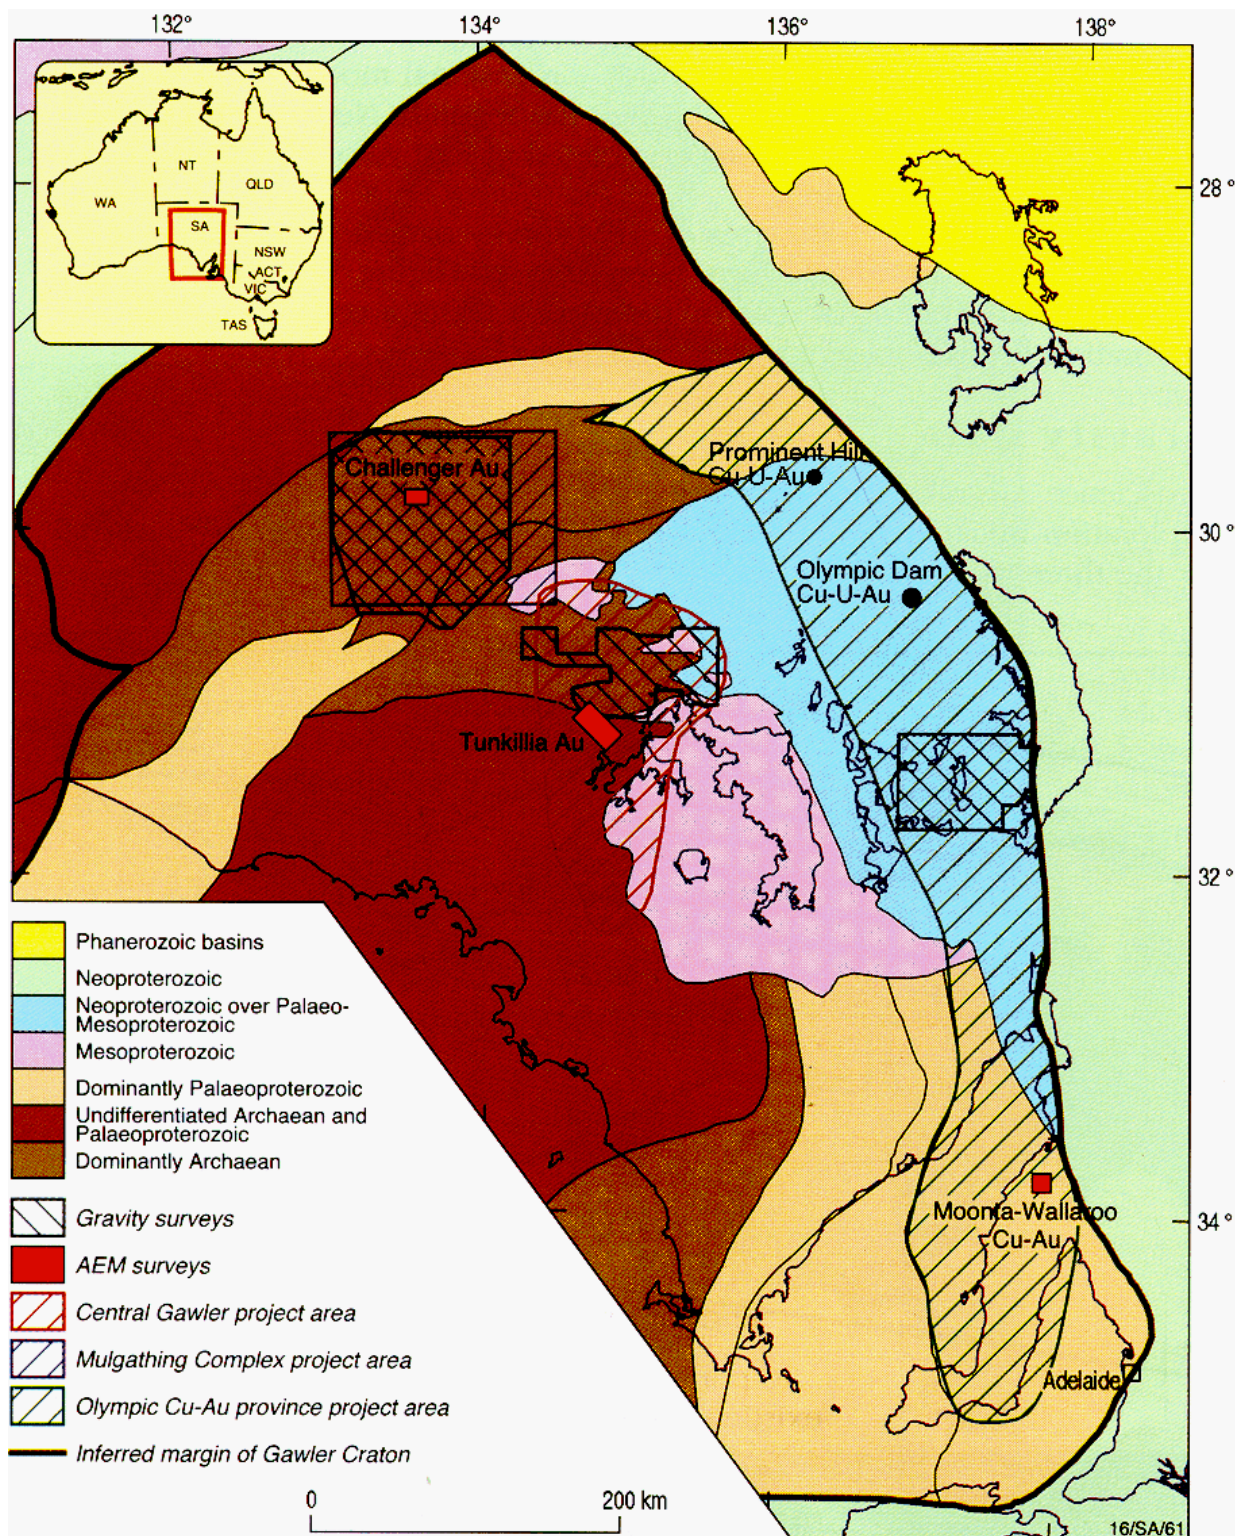 132°
134°
136°
138°
NT
WA
QLD
SA
NSW
ACT
VIC
TAS
28°
Prominent Hill
Cu-U-Au
Challenger Au
30°
Olympic Dam
Cu-U-Au
Tunkillia Au
32°
Phanerozoic basins
Neoproterozoic
Neoproterozoic over Palaeo-
Mesoproterozoic
Mesoproterozoic
Dominantly Palaeoproterozoic
Undifferentiated Archaean and
Palaeoproterozoic
Dominantly Archaean
Gravity surveys
AEM surveys
Central Gawler project area
Mulgathing Complex project area
Olympic Cu-Au province project area
Inferred margin of Gawler Craton
Moonta-Wallaroo
Cu-Au
34°
Adelaide
0
200 km
16/SA/61